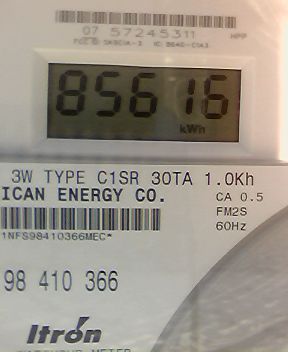 07 57245311
85616
kWh
3W TYPE C1SR 30TA 1.0Kh
ICAN ENERGY CO.
CA 0.5
FM2S
60Hz
1NFS98410366MEC*
98 410 366
Itron